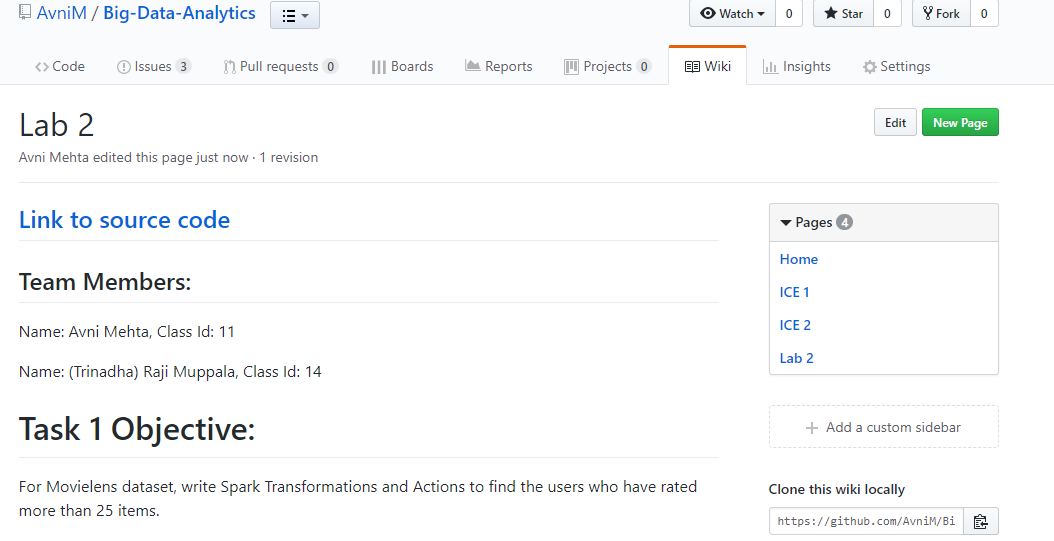 AvniM / Big-Data-Analytics
Watch 0 Star 0 Fork 0
Code Issues 3 Pull requests 0 Boards Reports Projects 0 Wiki Insights Settings
Lab 2
Edit New Page
Avni Mehta edited this page just now · 1 revision
Link to source code
Team Members:
Name: Avni Mehta, Class Id: 11
Name: (Trinadha) Raji Muppala, Class Id: 14
Task 1 Objective:
For Movielens dataset, write Spark Transformations and Actions to find the users who have rated
more than 25 items.
Pages 4
Home
ICE 1
ICE 2
Lab 2
Add a custom sidebar
Clone this wiki locally
https://github.com/AvniM/Bi